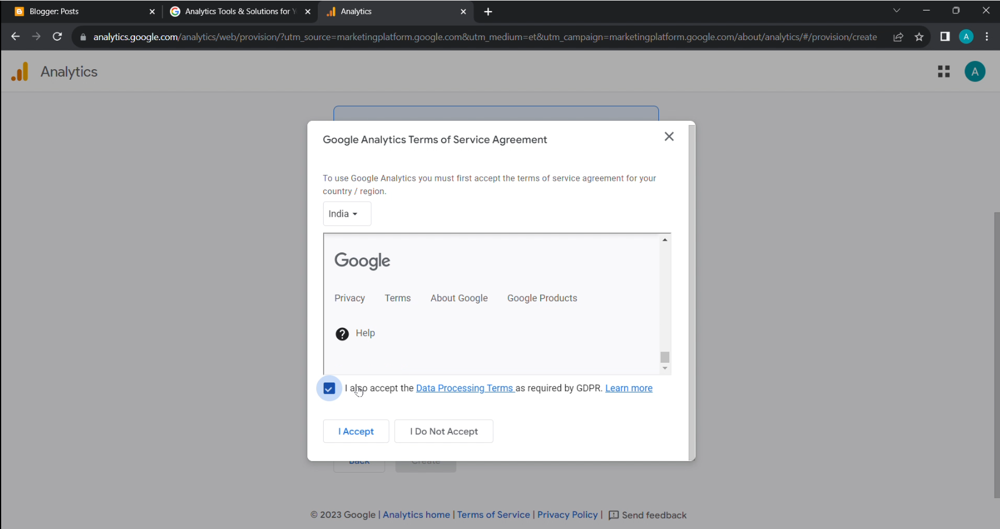 Blogger: Posts
Analytics Tools & Solutions for Y
Analytics
analytics.google.com/analytics/web/provision/?utm_source=marketingplatform.google.com&utm_medium=et&utm_campaign=marketingplatform.google.com/about/analytics/#/provision/create
A
Analytics
A
Google Analytics Terms of Service Agreement
To use Google Analytics you must first accept the terms of service agreement for your
country / region.
India
Google
Privacy Terms About Google Google Products
? Help
I also accept the Data Processing Terms as required by GDPR. Learn more
I Accept I Do Not Accept
Back Create
© 2023 Google | Analytics home | Terms of Service | Privacy Policy | Send feedback